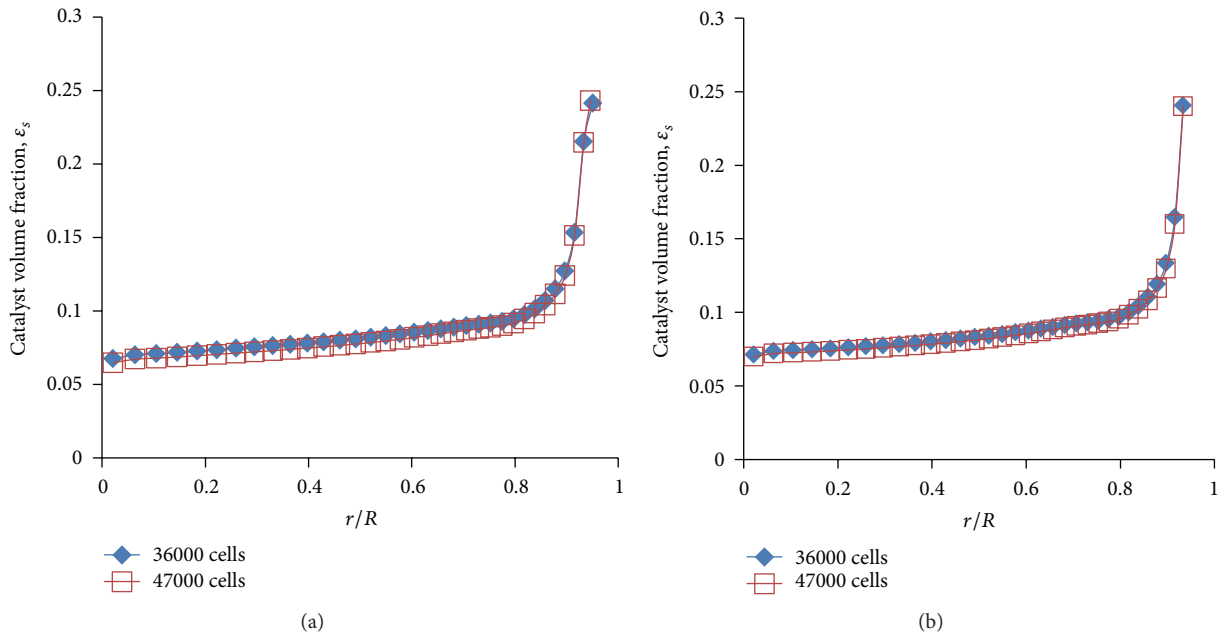 0.3
0.25
0.2
0.15
0.1
0.05
0
Catalyst volume fraction, εs
0 0.2 0.4 0.6 0.8 1
r/R
36000 cells
47000 cells
(a)
0.3
0.25
0.2
0.15
0.1
0.05
0
Catalyst volume fraction, εs
0 0.2 0.4 0.6 0.8 1
r/R
36000 cells
47000 cells
(b)